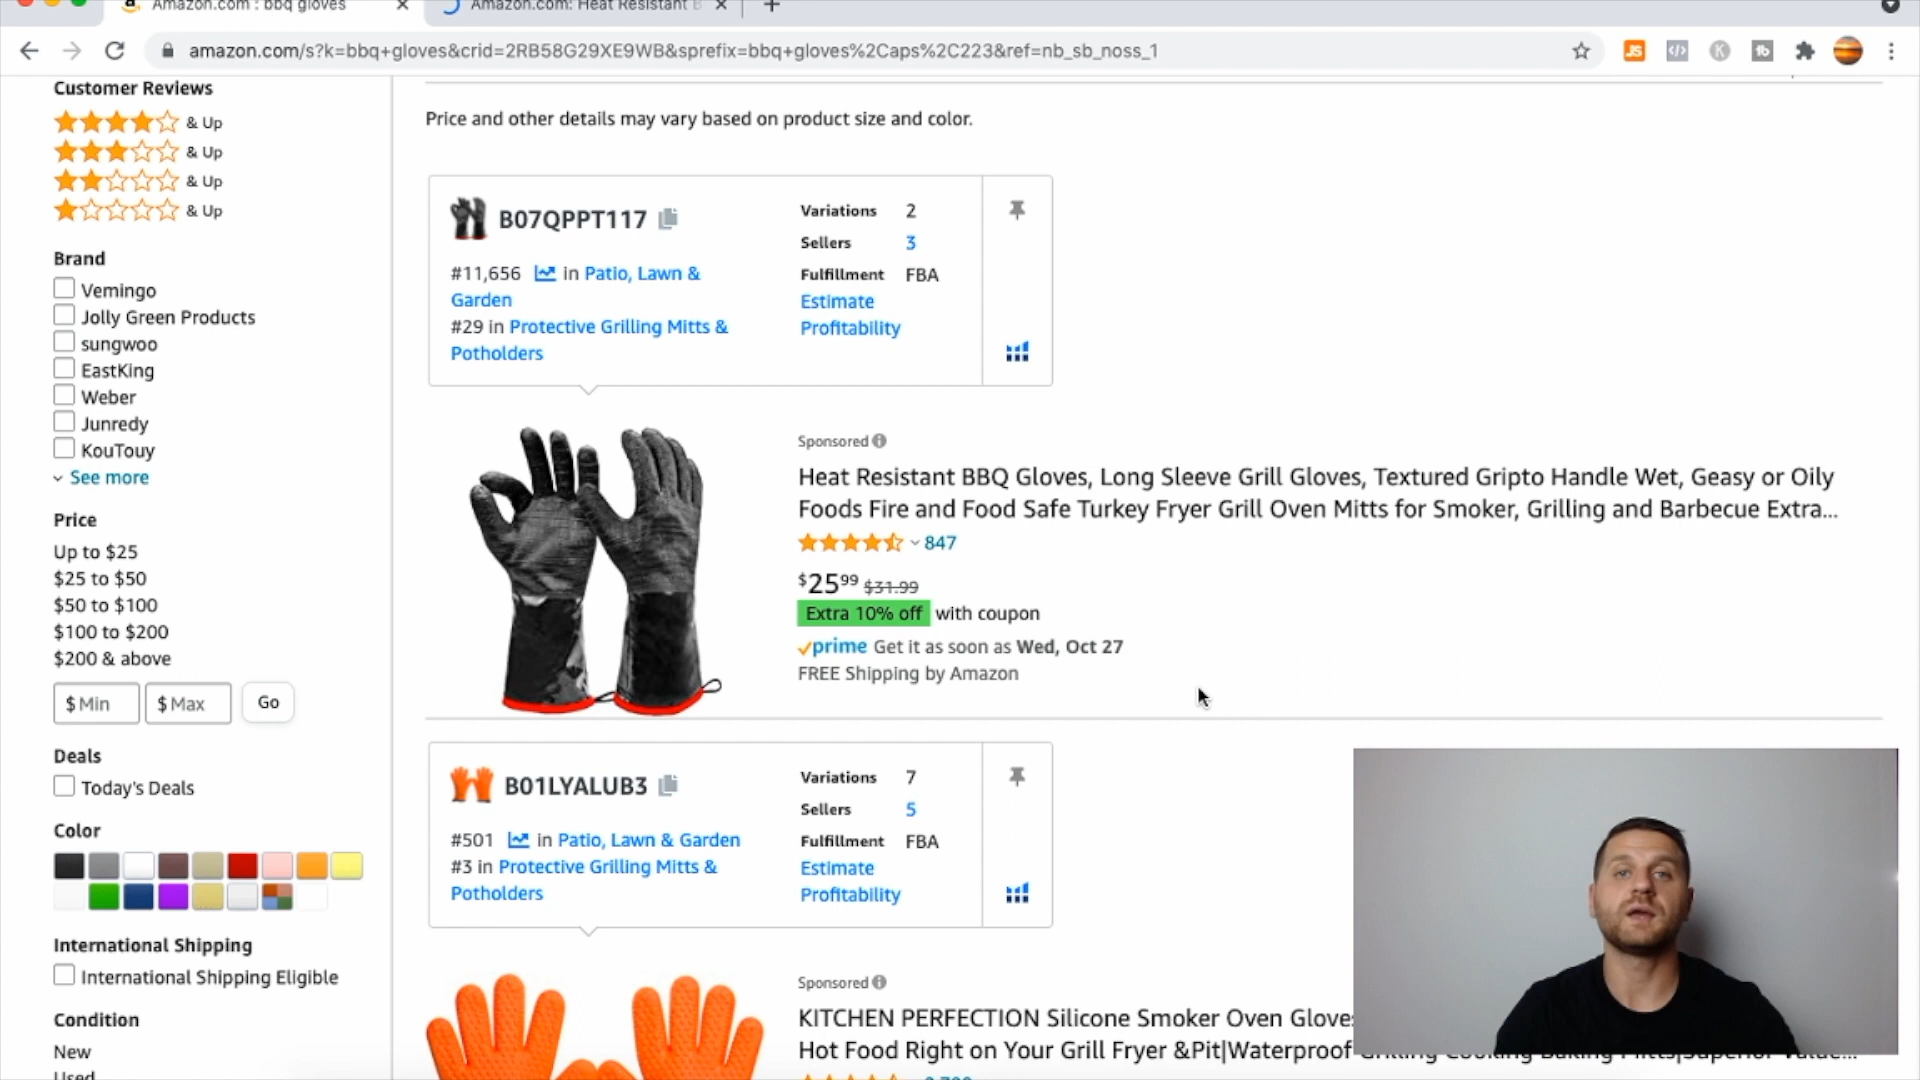 Amazon.com : bbq gloves
Amazon.com: Heat Resistant B
amazon.com/s?k=bbq+gloves&crid=2RB58G29XE9WB&sprefix=bbq+gloves%2Caps%2C223&ref=nb_sb_noss_1
JS
</>
K
tb
Customer Reviews
& Up
& Up
& Up
& Up
Brand
Vemingo
Jolly Green Products
sungwoo
EastKing
Weber
Junredy
KouTouy
See more
Price
Up to $25
$25 to $50
$50 to $100
$100 to $200
$200 & above
$ Min
$ Max
Go
Deals
Today's Deals
Color
International Shipping
International Shipping Eligible
Condition
New
Used
Price and other details may vary based on product size and color.
B07QPPT117
#11,656 in Patio, Lawn &
Garden
#29 in Protective Grilling Mitts &
Potholders
Variations 2
Sellers 3
Fulfillment FBA
Estimate
Profitability
Sponsored
Heat Resistant BBQ Gloves, Long Sleeve Grill Gloves, Textured Gripto Handle Wet, Geasy or Oily
Foods Fire and Food Safe Turkey Fryer Grill Oven Mitts for Smoker, Grilling and Barbecue Extra...
847
$25.99 $31.99
Extra 10% off with coupon
prime Get it as soon as Wed, Oct 27
FREE Shipping by Amazon
B01LYALUB3
#501 in Patio, Lawn & Garden
#3 in Protective Grilling Mitts &
Potholders
Variations 7
Sellers 5
Fulfillment FBA
Estimate
Profitability
Sponsored
KITCHEN PERFECTION Silicone Smoker Oven Gloves
Hot Food Right on Your Grill Fryer &Pit|Waterproof Grilling Cooking Baking Mitts|Superior Value...